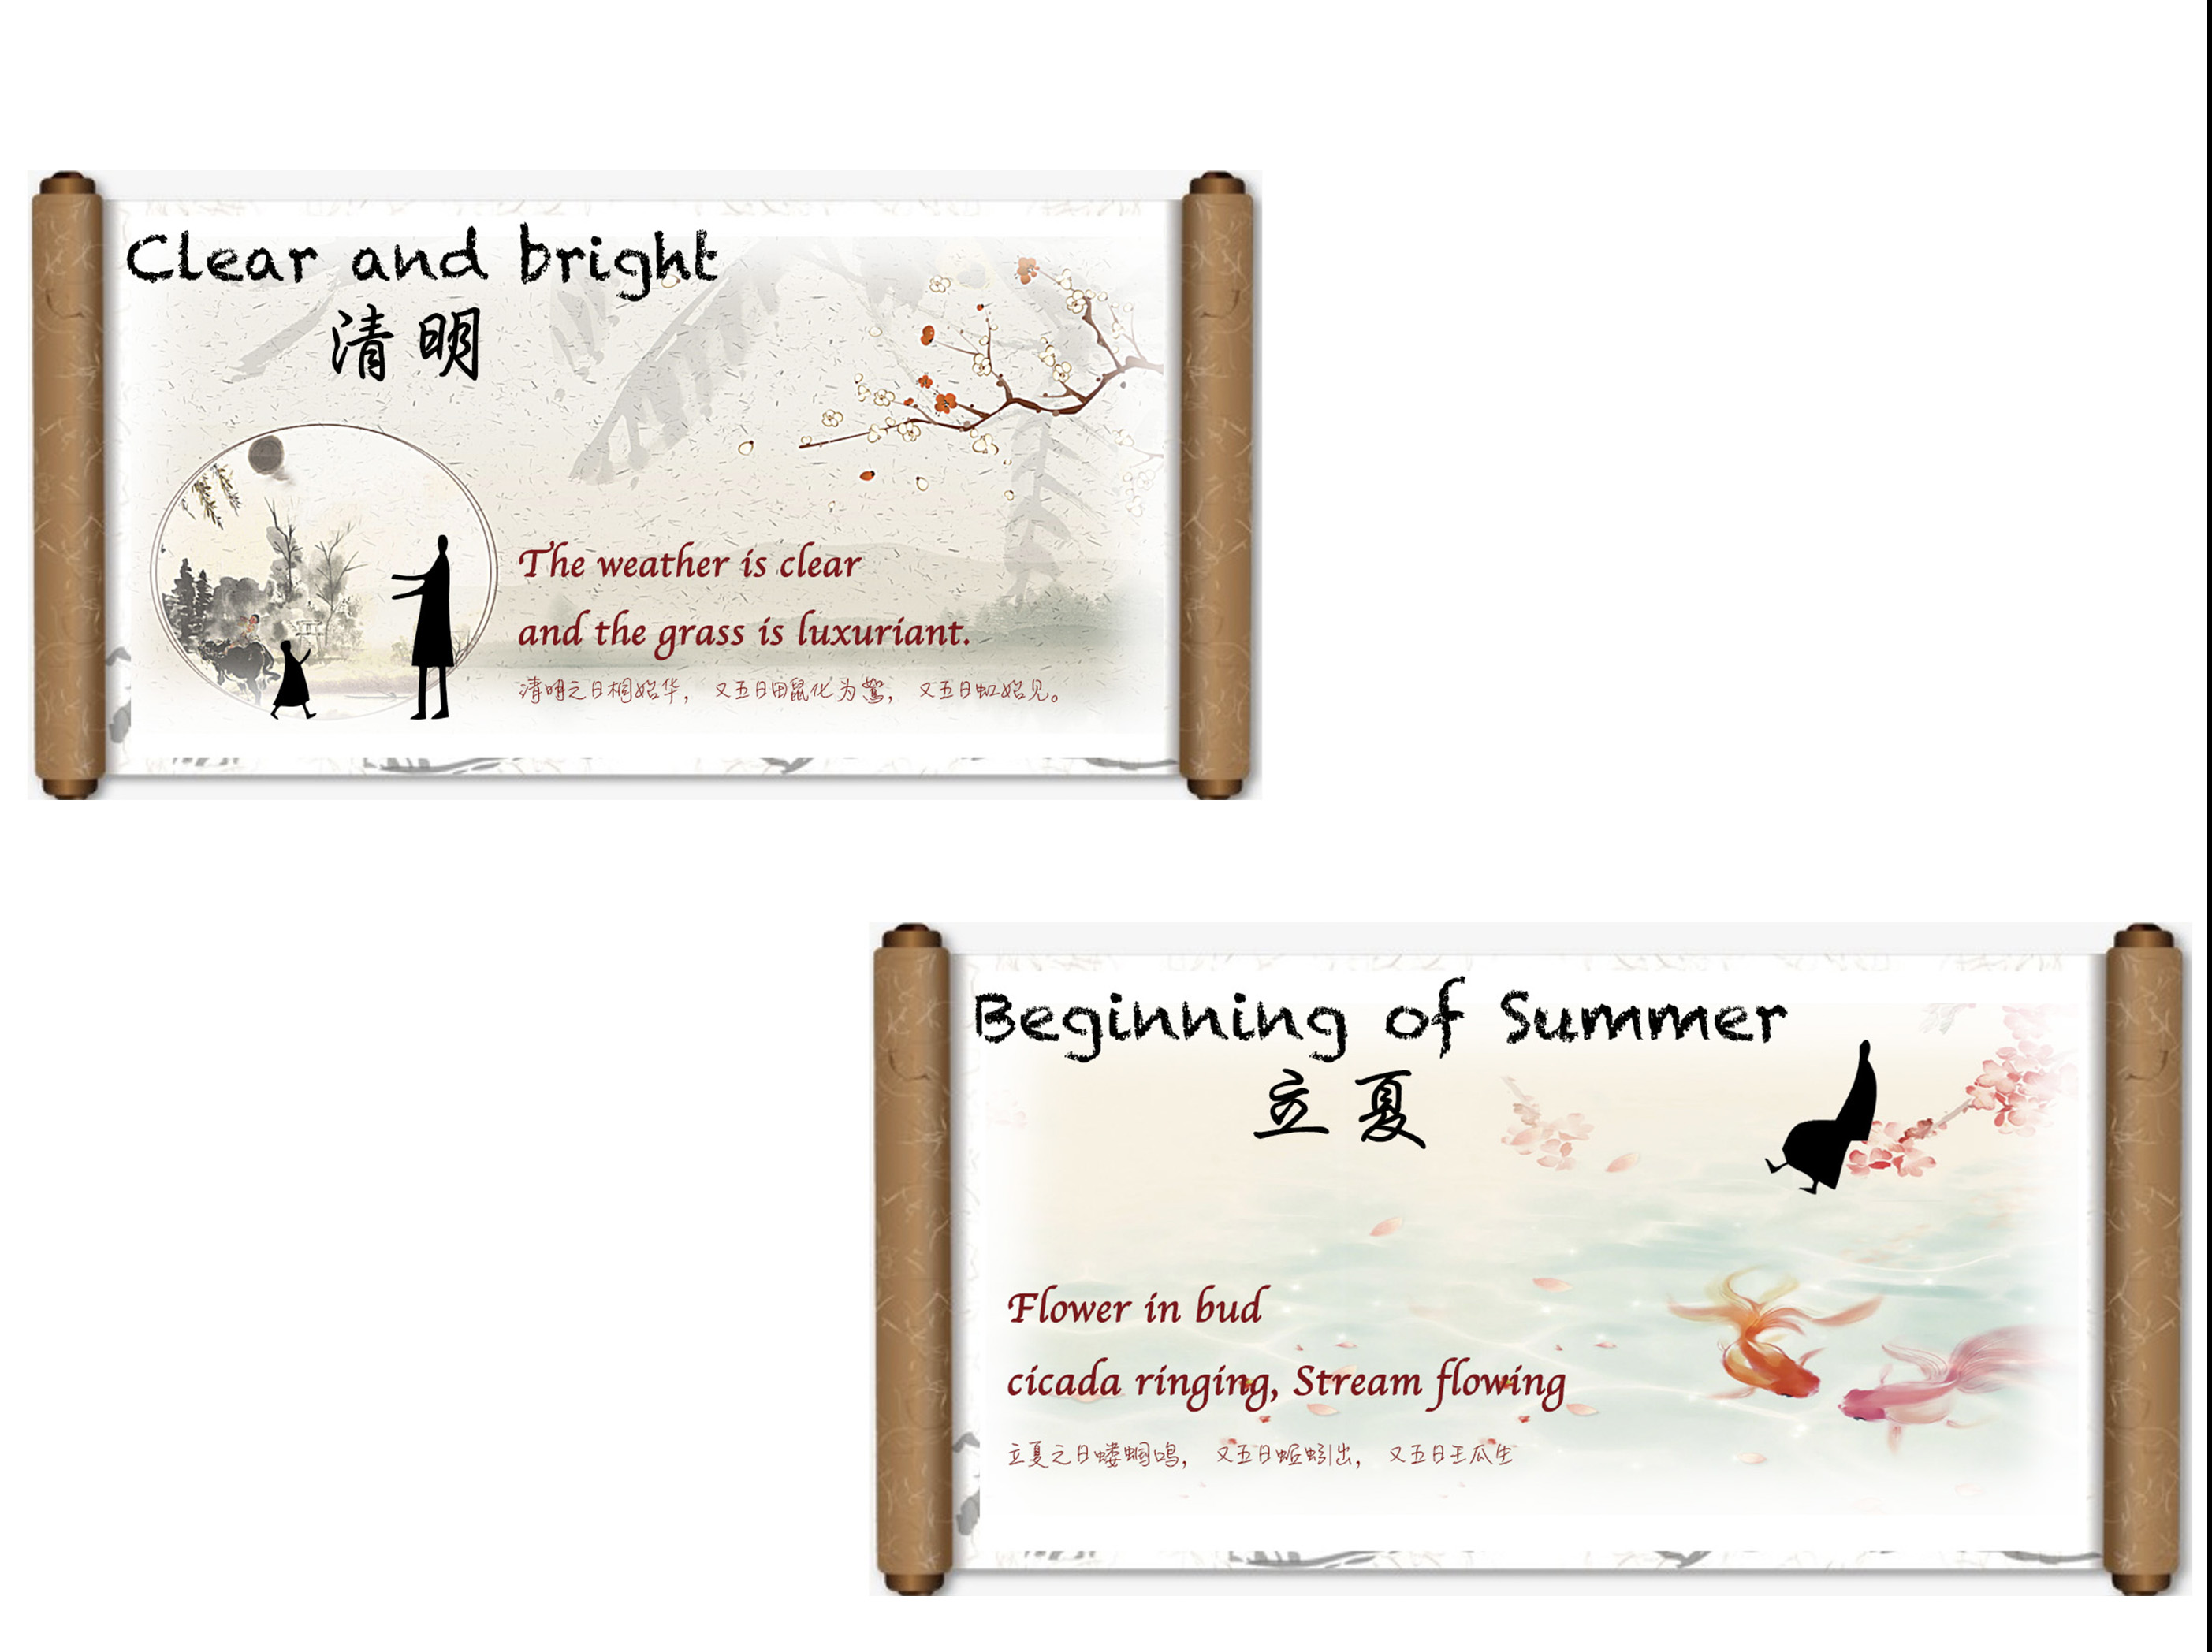 Clear and bright
清明
The weather is clear
and the grass is luxuriant.
清明之日桐始华，又五日田鼠化为鴽，又五日虹始见。
Beginning of Summer
立夏
Flower in bud
cicada ringing, Stream flowing
立夏之日蝼蝈鸣，又五日蚯蚓出，又五日王瓜生